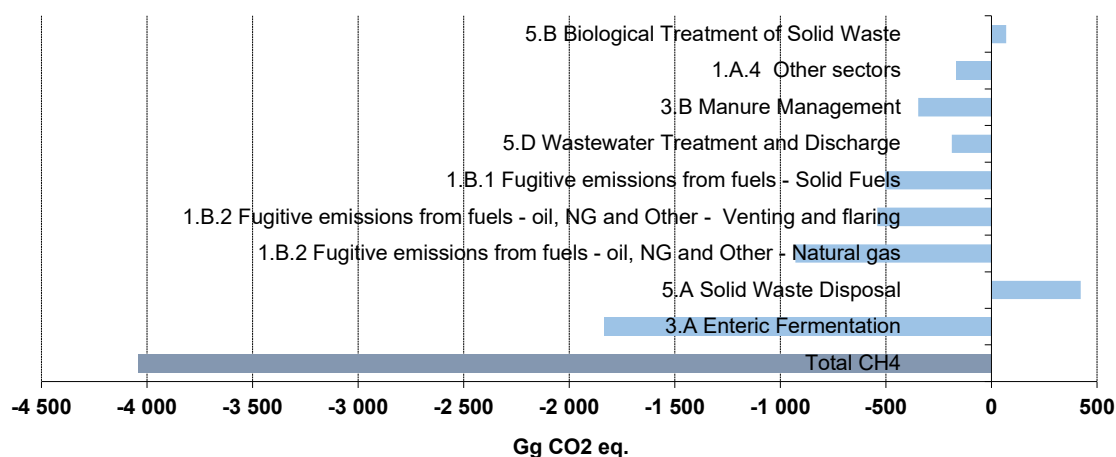 5.B Biological Treatment of Solid Waste
1.A.4  Other sectors
3.B Manure Management
5.D Wastewater Treatment and Discharge
1.B.1 Fugitive emissions from fuels - Solid Fuels
1.B.2 Fugitive emissions from fuels - oil, NG and Other -  Venting and flaring
1.B.2 Fugitive emissions from fuels - oil, NG and Other - Natural gas
5.A Solid Waste Disposal
3.A Enteric Fermentation
Total CH4
-4 500 -4 000 -3 500 -3 000 -2 500 -2 000 -1 500 -1 000 -500 0 500
Gg CO2 eq.